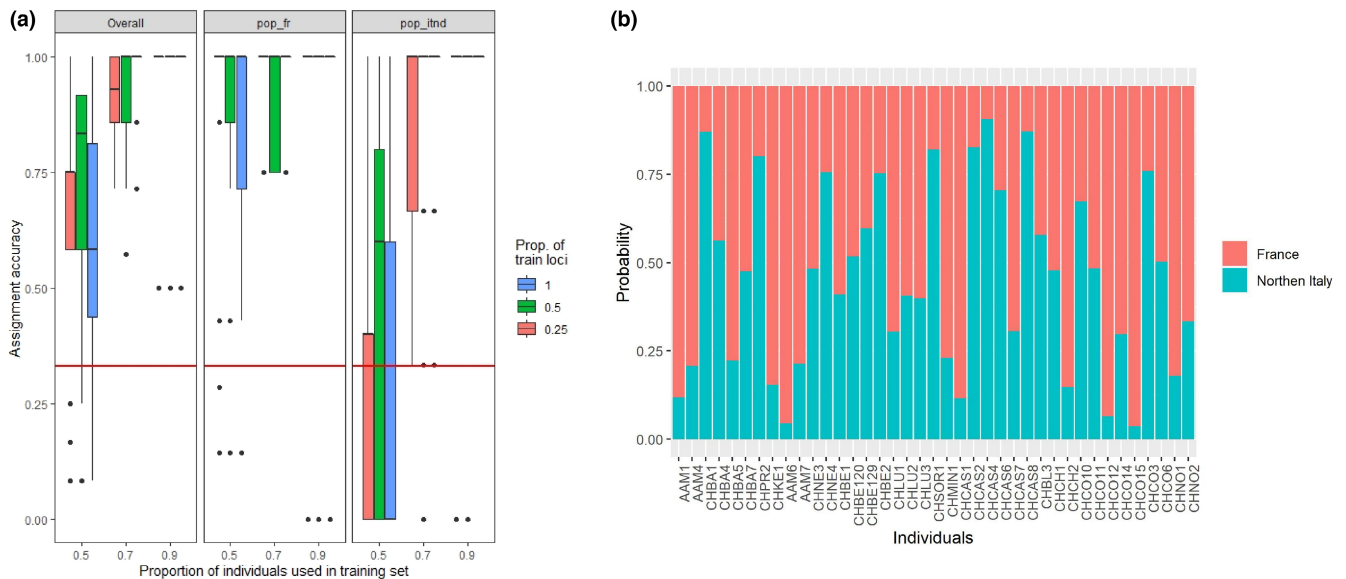 (a)
Overall
pop_fr
pop_itnd
1.00
0.75
0.50
0.25
0.00
Assignment accuracy
0.5
0.7
0.9
0.5
0.7
0.9
0.5
0.7
0.9
Proportion of individuals used in training set
Prop. of
train loci
1
0.5
0.25
(b)
1.00
0.75
0.50
0.25
0.00
Probability
AAM1
AAM4
CHBA1
CHBA4
CHBA5
CHBA7
CHPR2
CHKE1
AAM6
AAM7
CHNE3
CHNE4
CHBE1
CHBE120
CHBE129
CHBE2
CHLU1
CHLU2
CHLU3
CHSOR1
CHMIN1
CHCAS1
CHCAS2
CHCAS4
CHCAS6
CHCAS7
CHCAS8
CHBL3
CHCH1
CHCH2
CHCO10
CHCO11
CHCO12
CHCO14
CHCO15
CHCO3
CHCO6
CHNO1
CHNO2
Individuals
France
Northen Italy